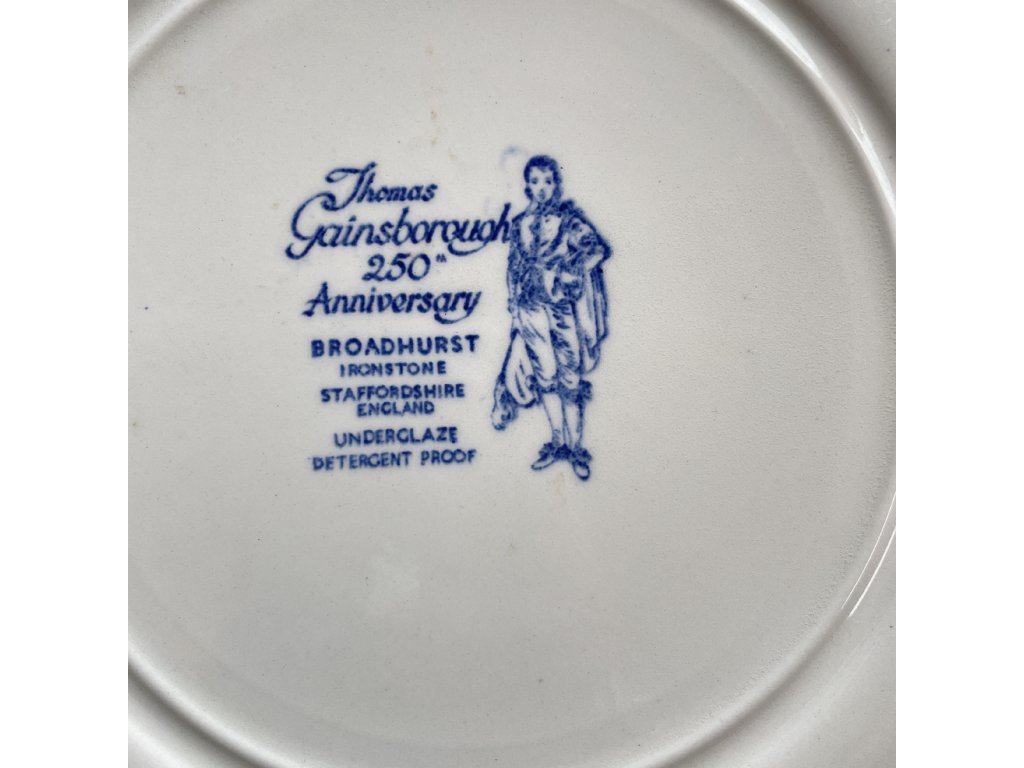 Thomas
Gainsborough
250th
Anniversary
BROADHURST
IRONSTONE
STAFFORDSHIRE
ENGLAND
UNDERGLAZE
DETERGENT PROOF